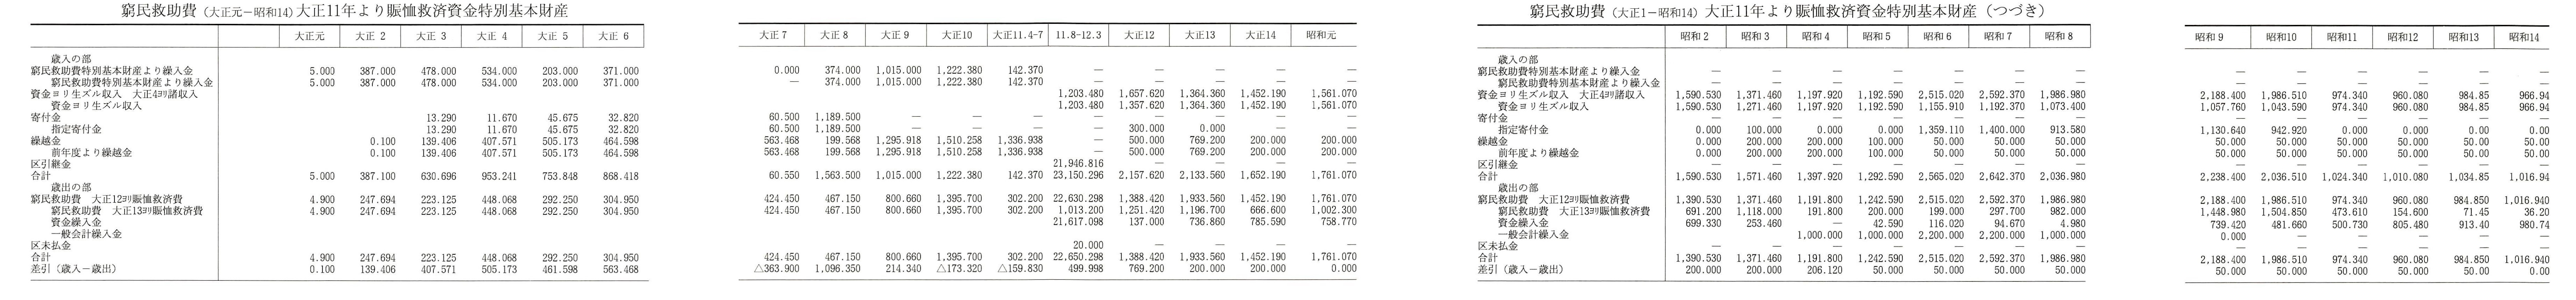 窮民救助費（大正元－昭和14）大正11年より賑恤救済資金特別基本財産
大正元 大正 2 大正 3 大正 4 大正 5 大正 6
歳入の部
窮民救助費特別基本財産より繰入金 5.000 387.000 478.000 534.000 203.000 371.000
窮民救助費特別基本財産より繰入金 5.000 387.000 478.000 534.000 203.000 371.000
資金ヨリ生ズル収入　大正4ヨリ諸収入
資金ヨリ生ズル収入
寄付金 13.290 11.670 45.675 32.820
指定寄付金 13.290 11.670 45.675 32.820
繰越金 0.100 139.406 407.571 505.173 464.598
前年度より繰越金 0.100 139.406 407.571 505.173 464.598
区引継金
合計 5.000 387.100 630.696 953.241 753.848 868.418
歳出の部
窮民救助費　大正12ヨリ賑恤救済費 4.900 247.694 223.125 448.068 292.250 304.950
窮民救助費　大正13ヨリ賑恤救済費 4.900 247.694 223.125 448.068 292.250 304.950
資金繰入金
一般会計繰入金
区未払金
合計 4.900 247.694 223.125 448.068 292.250 304.950
差引（歳入－歳出） 0.100 139.406 407.571 505.173 461.598 563.468
大正 7 大正 8 大正 9 大正10 大正11.4-7 11.8-12.3 大正12 大正13 大正14 昭和元
0.000 374.000 1,015.000 1,222.380 142.370 － － － － －
－ 374.000 1,015.000 1,222.380 142.370 － － － － －
1,203.480 1,657.620 1,364.360 1,452.190 1,561.070
1,203.480 1,357.620 1,364.360 1,452.190 1,561.070
60.500 1,189.500 － － － － － － － －
60.500 1,189.500 － － － － 300.000 0.000 － －
563.468 199.568 1,295.918 1,510.258 1,336.938 － 500.000 769.200 200.000 200.000
563.468 199.568 1,295.918 1,510.258 1,336.938 － 500.000 769.200 200.000 200.000
21,946.816 － － － －
60.550 1,563.500 1,015.000 1,222.380 142.370 23,150.296 2,157.620 2,133.560 1,652.190 1,761.070
424.450 467.150 800.660 1,395.700 302.200 22,630.298 1,388.420 1,933.560 1,452.190 1,761.070
424.450 467.150 800.660 1,395.700 302.200 1,013.200 1,251.420 1,196.700 666.600 1,002.300
21,617.098 137.000 736.860 785.590 758.770
20.000 － － － －
424.450 467.150 800.660 1,395.700 302.200 22,650.298 1,388.420 1,933.560 1,452.190 1,761.070
△363.900 1,096.350 214.340 △173.320 △159.830 499.998 769.200 200.000 200.000 0.000
窮民救助費（大正1－昭和14）大正11年より賑恤救済資金特別基本財産（つづき）
昭和 2 昭和 3 昭和 4 昭和 5 昭和 6 昭和 7 昭和 8
歳入の部
窮民救助費特別基本財産より繰入金 － － － － － － －
窮民救助費特別基本財産より繰入金 － － － － － － －
資金ヨリ生ズル収入　大正4ヨリ諸収入 1,590.530 1,371.460 1,197.920 1,192.590 2,515.020 2,592.370 1,986.980
資金ヨリ生ズル収入 1,590.530 1,271.460 1,197.920 1,192.590 1,155.910 1,192.370 1,073.400
寄付金 － － － － － － －
指定寄付金 0.000 100.000 0.000 0.000 1,359.110 1,400.000 913.580
繰越金 0.000 200.000 200.000 100.000 50.000 50.000 50.000
前年度より繰越金 0.000 200.000 200.000 100.000 50.000 50.000 50.000
区引継金 － － － － － － －
合計 1,590.530 1,571.460 1,397.920 1,292.590 2,565.020 2,642.370 2,036.980
歳出の部
窮民救助費　大正12ヨリ賑恤救済費 1,390.530 1,371.460 1,191.800 1,242.590 2,515.020 2,592.370 1,986.980
窮民救助費　大正13ヨリ賑恤救済費 691.200 1,118.000 191.800 200.000 199.000 297.700 982.000
資金繰入金 699.330 253.460 － 42.590 116.020 94.670 4.980
一般会計繰入金 1,000.000 1,000.000 2,200.000 2,200.000 1,000.000
区未払金 － － － － － － －
合計 1,390.530 1,371.460 1,191.800 1,242.590 2,515.020 2,592.370 1,986.980
差引（歳入－歳出） 200.000 200.000 206.120 50.000 50.000 50.000 50.000
昭和 9 昭和10 昭和11 昭和12 昭和13 昭和14
－ － － － － －
－ － － － － －
2,188.400 1,986.510 974.340 960.080 984.85 966.94
1,057.760 1,043.590 974.340 960.080 984.85 966.94
－ － － － － －
1,130.640 942.920 0.000 0.000 0.00 0.00
50.000 50.000 50.000 50.000 50.00 50.00
50.000 50.000 50.000 50.000 50.00 50.00
－ － － － － －
2,238.400 2,036.510 1,024.340 1,010.080 1,034.85 1,016.94
2,188.400 1,986.510 974.340 960.080 984.850 1,016.940
1,448.980 1,504.850 473.610 154.600 71.45 36.20
739.420 481.660 500.730 805.480 913.40 980.74
0.000 － － － － －
－ － － － － －
2,188.400 1,986.510 974.340 960.080 984.850 1,016.940
50.000 50.000 50.000 50.000 50.00 0.00